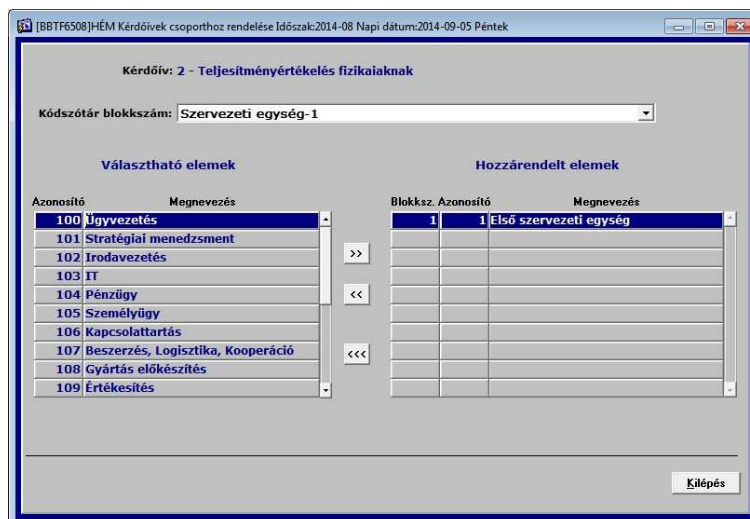 [BBTF6508]HÉM Kérdőívek csoporthoz rendelése Időszak:2014-08 Napi dátum:2014-09-05 Péntek
Kérdőív: 2 - Teljesítményértékelés fizikaiaknak
Kódszótár blokkszám: Szervezeti egység-1
Választható elemek Hozzárendelt elemek
Azonosító Megnevezés Blokksz. Azonosító Megnevezés
100 Ügyvezetés 1 1 Első szervezeti egység
101 Stratégiai menedzsment
102 Irodavezetés
>>
103 IT
104 Pénzügy
<<
105 Személyügy
106 Kapcsolattartás
107 Beszerzés, Logisztika, Kooperáció
<<<
108 Gyártás előkészítés
109 Értékesítés
Kilépés